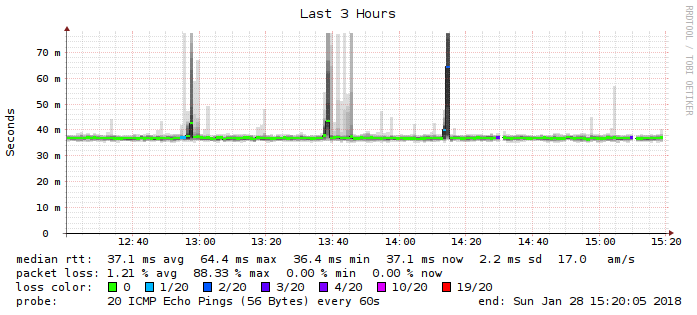 Last 3 Hours
RRDTOOL / TOBI OETIKER
Seconds
70 m
60 m
50 m
40 m
30 m
20 m
10 m
0
12:40 13:00 13:20 13:40 14:00 14:20 14:40 15:00 15:20
median rtt: 37.1 ms avg 64.4 ms max 36.4 ms min 37.1 ms now 2.2 ms sd 17.0 am/s
packet loss: 1.21 % avg 88.33 % max 0.00 % min 0.00 % now
loss color: 0 1/20 2/20 3/20 4/20 10/20 19/20
probe: 20 ICMP Echo Pings (56 Bytes) every 60s end: Sun Jan 28 15:20:05 2018